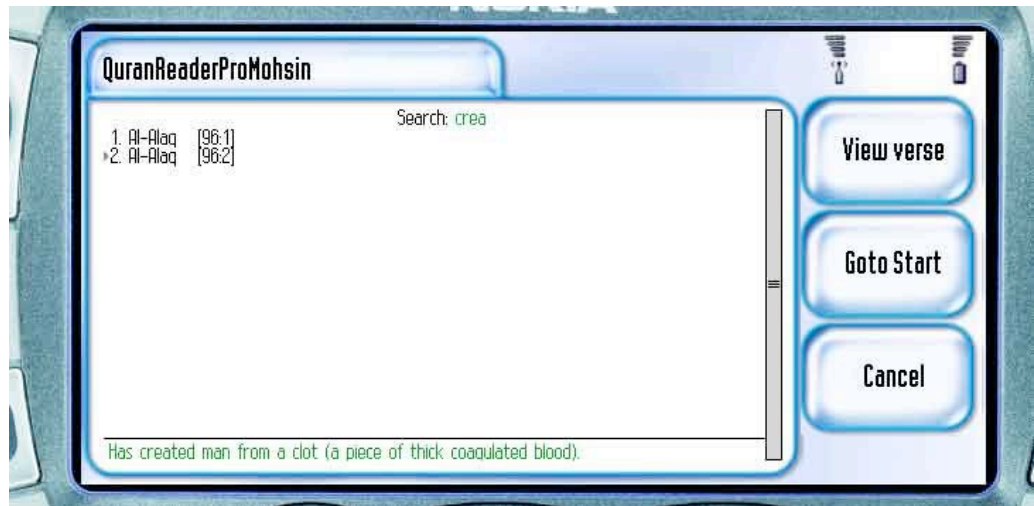 QuranReaderProMohsin
Search: crea
1. Al-Alaq [96:1]
2. Al-Alaq [96:2]
Has created man from a clot (a piece of thick coagulated blood).
View verse
Goto Start
Cancel